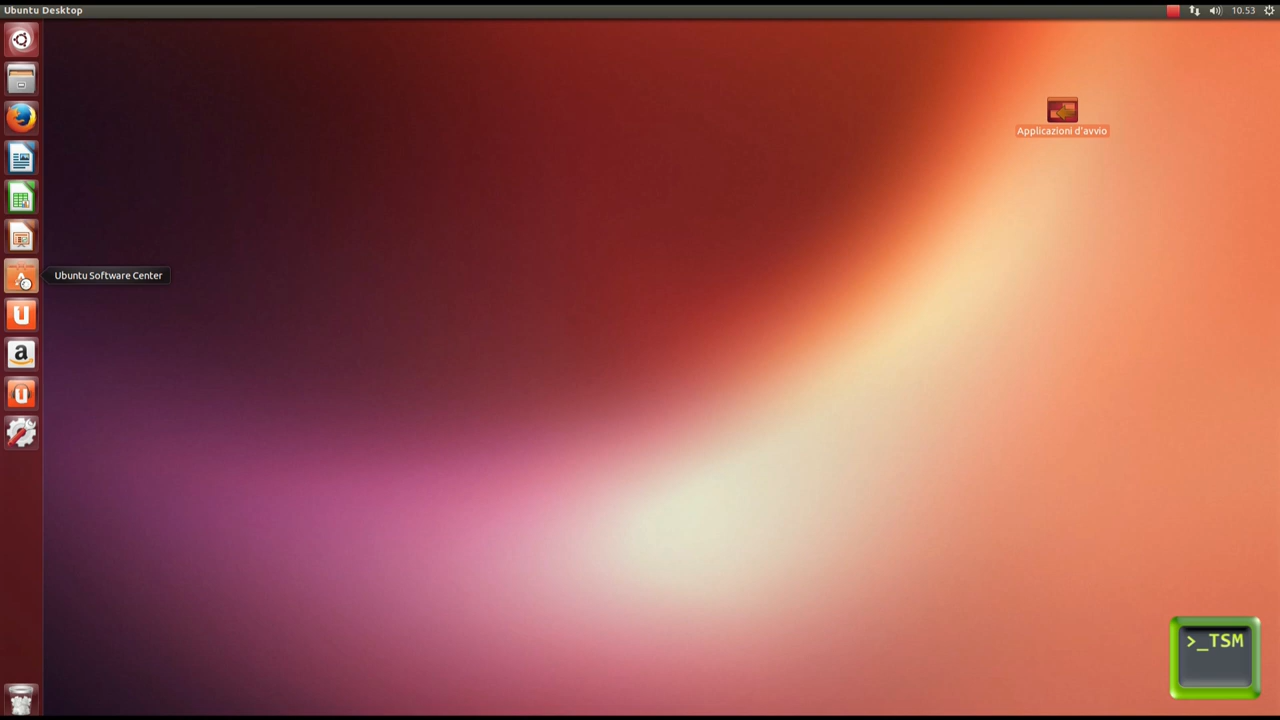 Ubuntu Desktop
10.53
Applicazioni d'avvio
Ubuntu Software Center
>_TSM